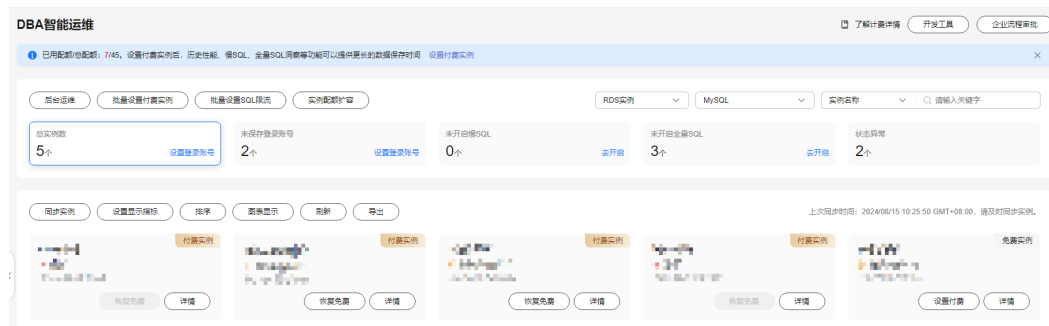 DBA智能运维 了解计费详情 开发工具 企业流程审批
已用配额/总配额：7/45。设置付费实例后，历史性能、慢SQL、全量SQL洞察等功能可以提供更长的数据保存时间 设置付费实例
后台运维 批量设置付费实例 批量设置SQL限流 实例配额扩容 RDS实例 MySQL 实例名称 请输入关键字
总实例数 未保存登录账号 未开启慢SQL 未开启全量SQL 状态异常
5个 设置登录账号 2个 设置登录账号 0个 去开启 3个 去开启 2个
同步实例 设置显示指标 排序 图表显示 刷新 导出 上次同步时间：2024/08/15 10:25:50 GMT+08:00，请及时同步实例。
付费实例 付费实例 付费实例 付费实例 免费实例
恢复免费 详情 恢复免费 详情 恢复免费 详情 恢复免费 详情 设置付费 详情